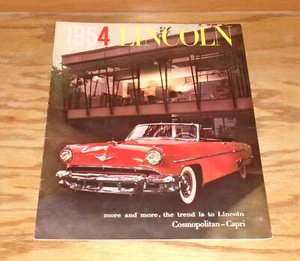 1954 LINCOLN
more and more, the trend is to Lincoln
Cosmopolitan–Capri